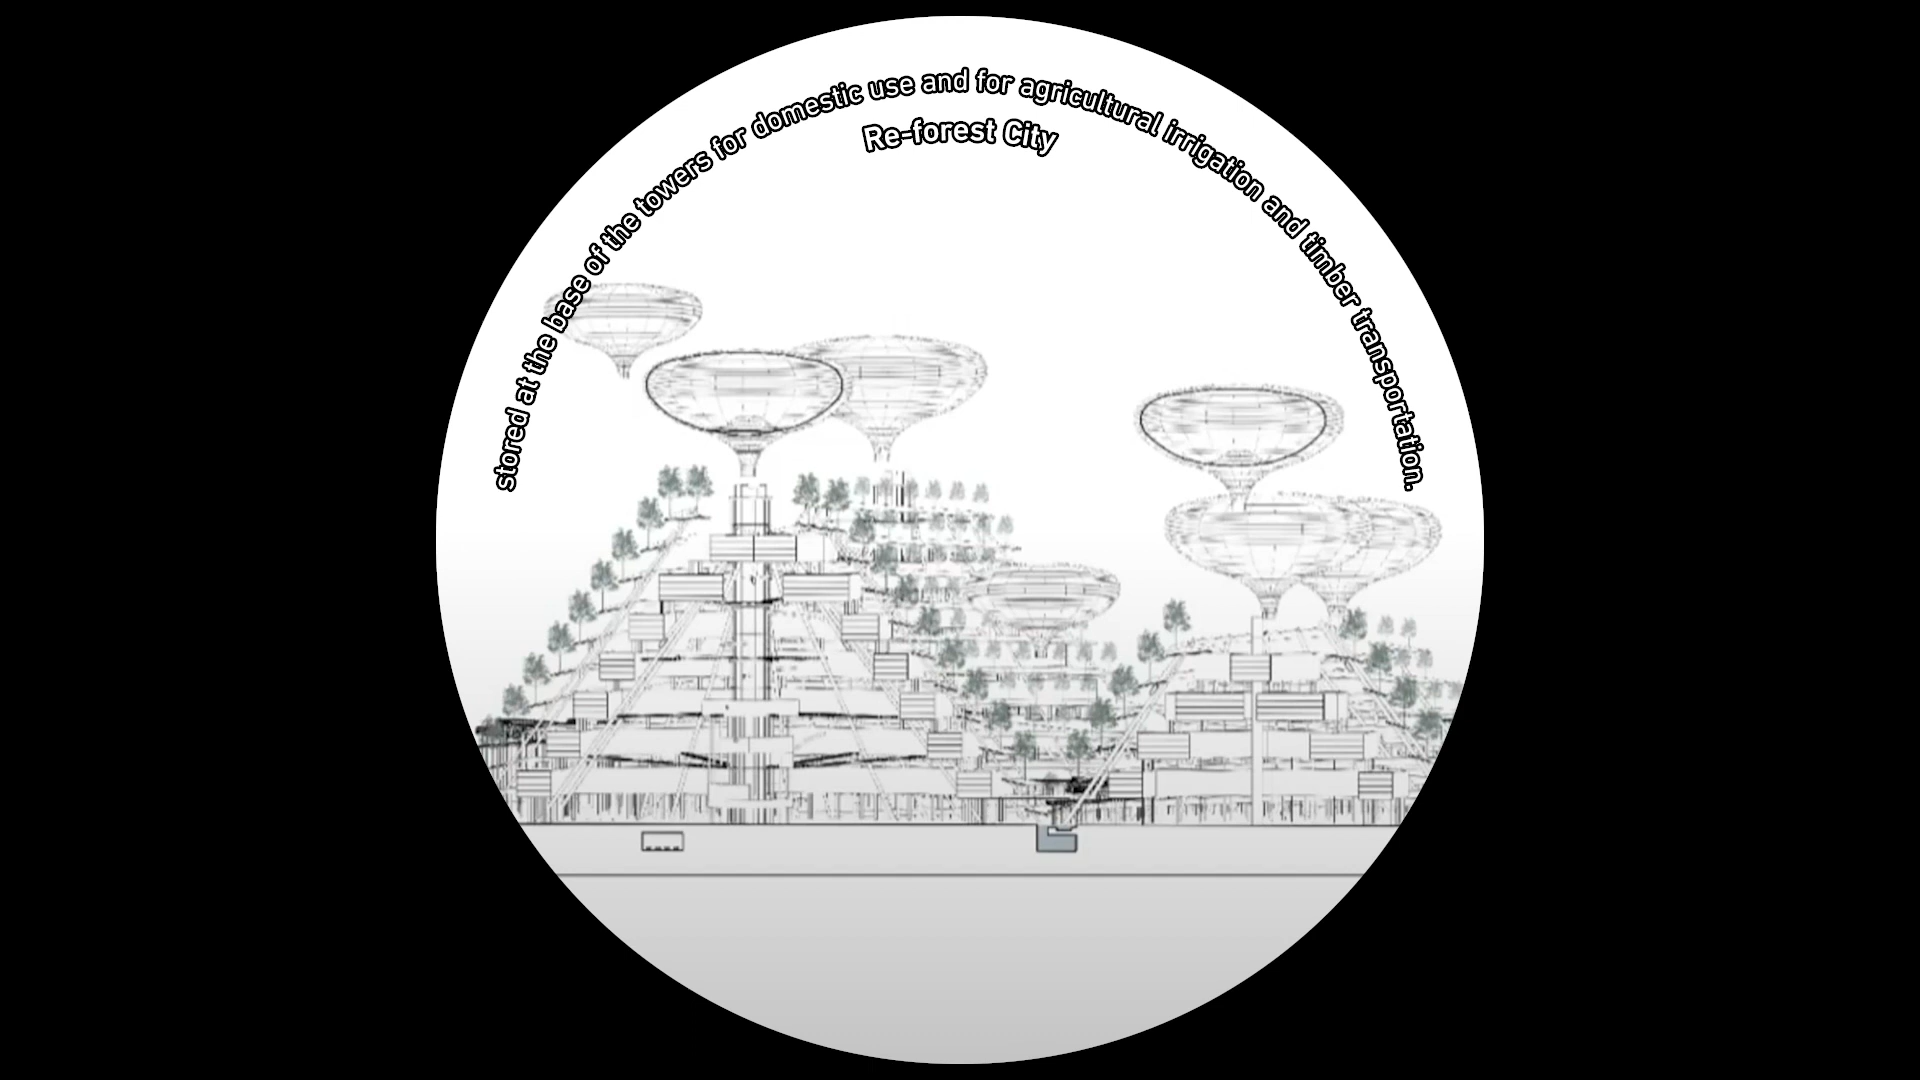 stored at the base of the towers for domestic use and for agricultural irrigation and timber transportation.
Re-forest City